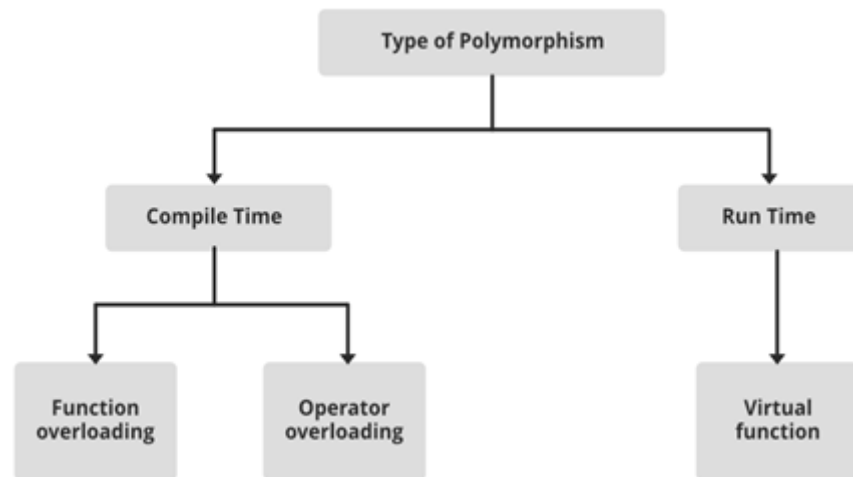 Type of Polymorphism
Compile Time
Run Time
Function
overloading
Operator
overloading
Virtual
function